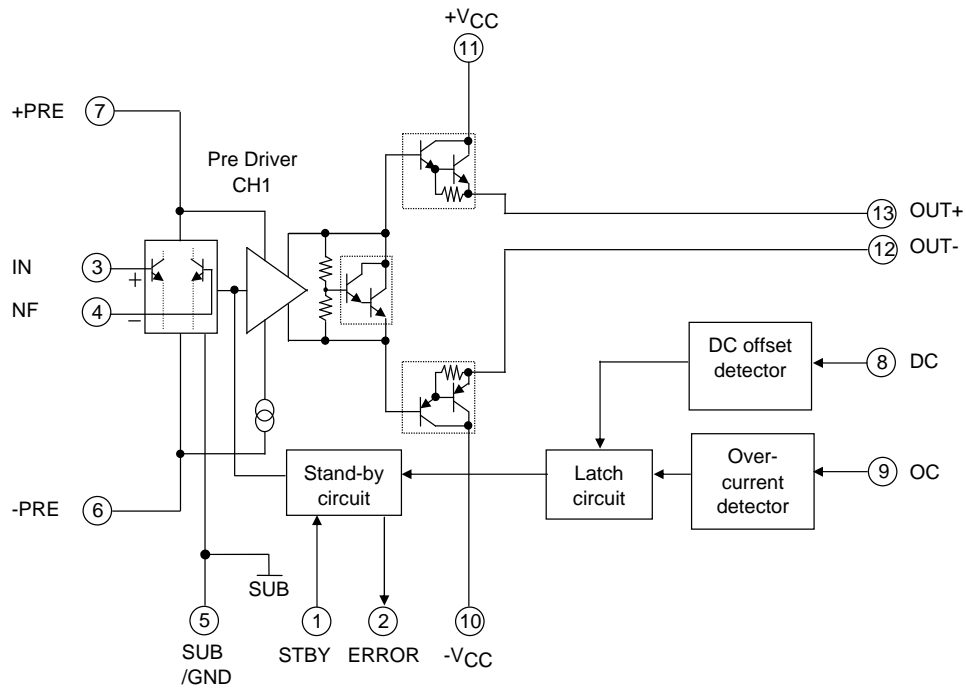 +VCC
11
+PRE
7
Pre Driver
CH1
13
OUT+
12
OUT-
IN
3
+
NF
4
−
DC offset
detector
8
DC
Over-
current
detector
9
OC
Stand-by
circuit
Latch
circuit
-PRE
6
SUB
5
SUB
/GND
1
STBY
2
ERROR
10
-VCC